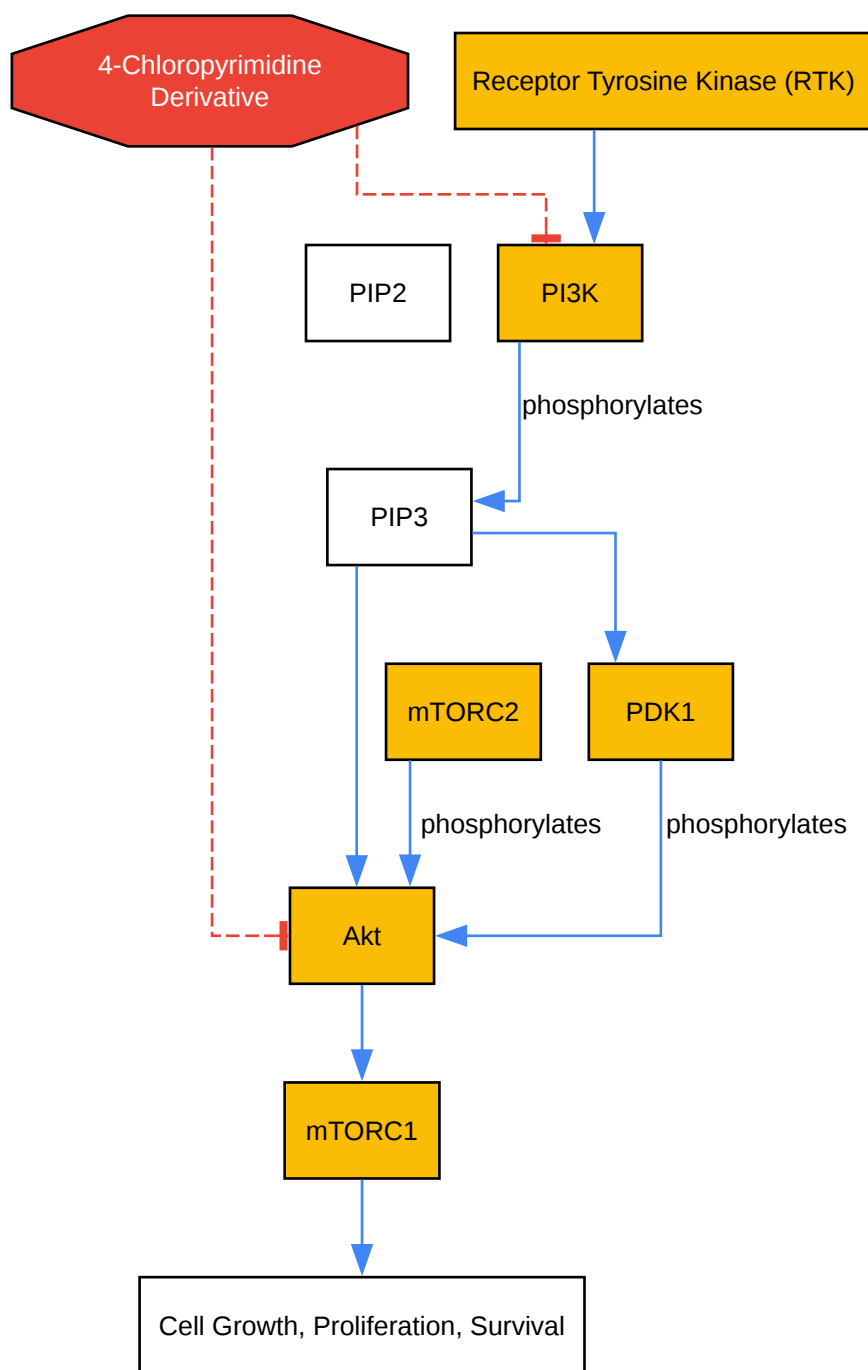 4-Chloropyrimidine
Derivative
Receptor Tyrosine Kinase (RTK)
PIP2
PI3K
phosphorylates
PIP3
mTORC2
PDK1
phosphorylates
phosphorylates
Akt
mTORC1
Cell Growth, Proliferation, Survival